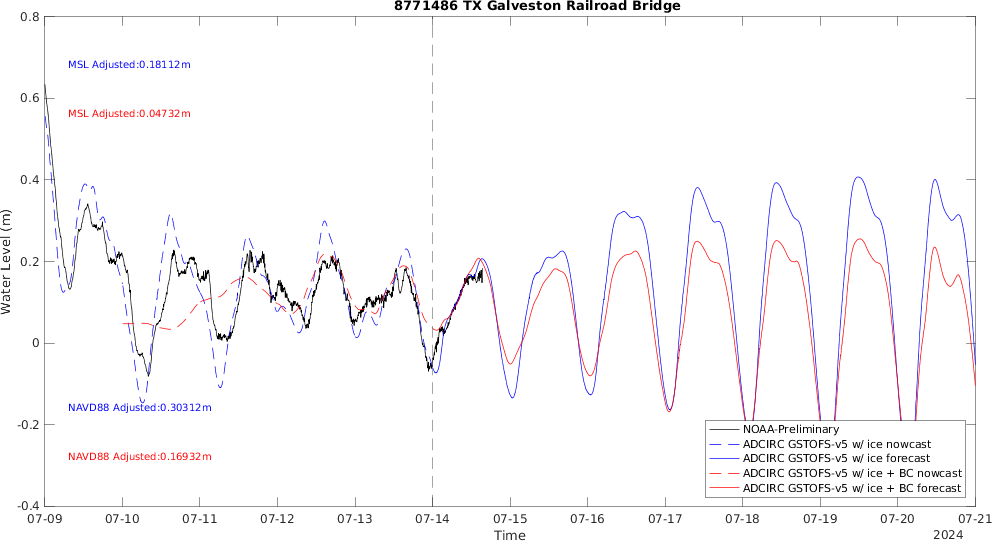 8771486 TX Galveston Railroad Bridge
0.8
MSL Adjusted:0.18112m
0.6
MSL Adjusted:0.04732m
0.4
0.2
Water Level (m)
0
NAVD88 Adjusted:0.30312m
-0.2
NOAA-Preliminary
ADCIRC GSTOFS-v5 w/ ice nowcast
ADCIRC GSTOFS-v5 w/ ice forecast
NAVD88 Adjusted:0.16932m
ADCIRC GSTOFS-v5 w/ ice + BC nowcast
ADCIRC GSTOFS-v5 w/ ice + BC forecast
-0.4
07-09 07-10 07-11 07-12 07-13 07-14 07-15 07-16 07-17 07-18 07-19 07-20 07-21
Time
2024